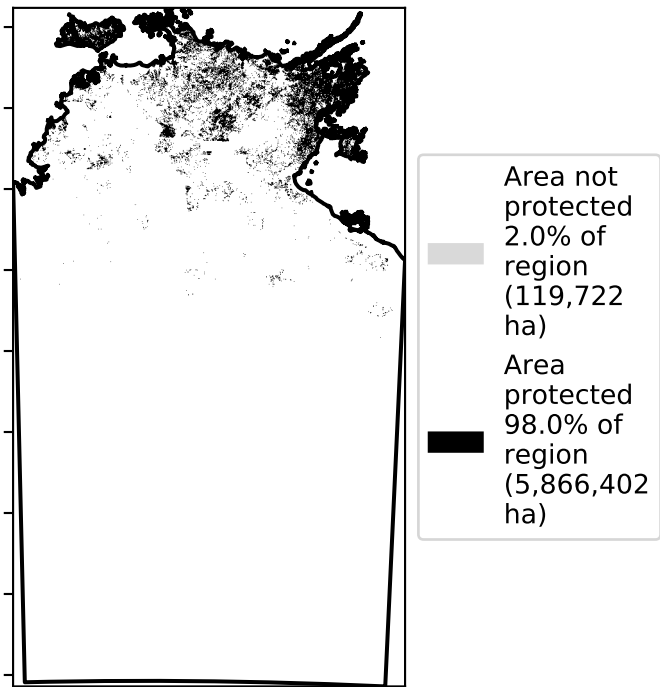 Area not
protected
2.0% of
region
(119,722
ha)
Area
protected
98.0% of
region
(5,866,402
ha)